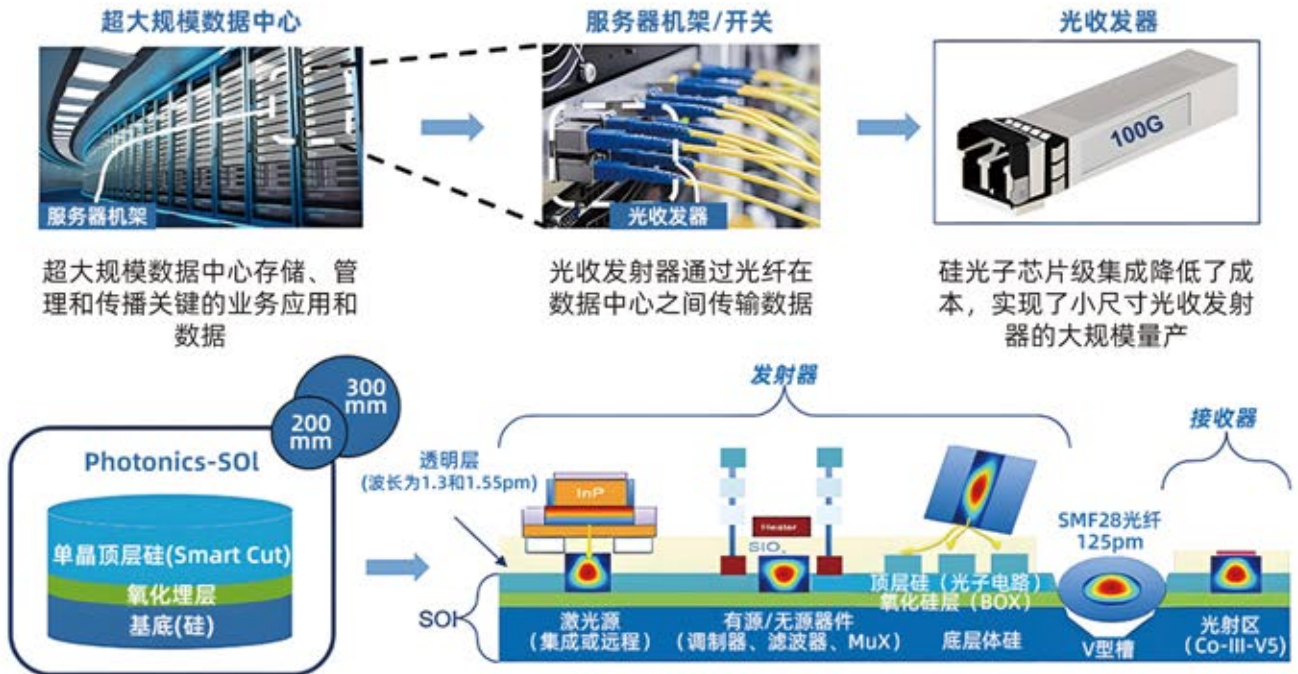 超大规模数据中心
服务器机架/开关
光收发器
服务器机架
光收发器
100G
超大规模数据中心存储、管
理和传播关键的业务应用和
数据
光收发发射器通过光纤在
数据中心之间传输数据
硅光子芯片级集成降低了成
本，实现了小尺寸光收发射
器的大规模量产
300
mm
200
mm
Photonics-SOl
单晶顶层硅(Smart Cut)
氧化埋层
基底(硅)
发射器
接收器
透明层
(波长为1.3和1.55pm)
InP
Heater
SIO
SMF28光纤
125pm
SOI
顶层硅（光子电路）
氧化硅层（BOX）
激光源
（集成或远程）
有源/无源器件
（调制器、滤波器、MuX）
底层体硅
V型槽
光射区
(Co-III-V5)